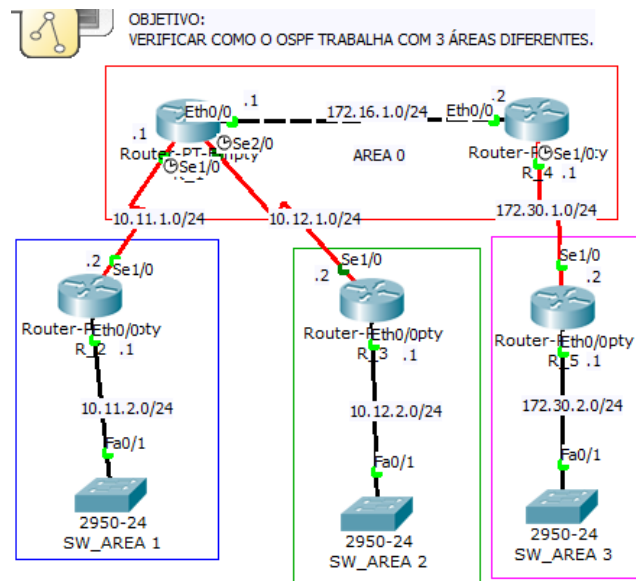 OBJETIVO:
VERIFICAR COMO O OSPF TRABALHA COM 3 ÁREAS DIFERENTES.
Eth0/0
.1
172.16.1.0/24
Eth0/0
.2
.1
Se2/0
Se1/0
AREA 0
Se1/0
R_4 .1
10.11.1.0/24
10.12.1.0/24
172.30.1.0/24
.2
Se1/0
.2
Se1/0
Se1/0
.2
Eth0/0
R_2 .1
Eth0/0
R_3 .1
Eth0/0
R_5 .1
10.11.2.0/24
10.12.2.0/24
172.30.2.0/24
Fa0/1
Fa0/1
Fa0/1
2950-24
SW_AREA 1
2950-24
SW_AREA 2
2950-24
SW_AREA 3